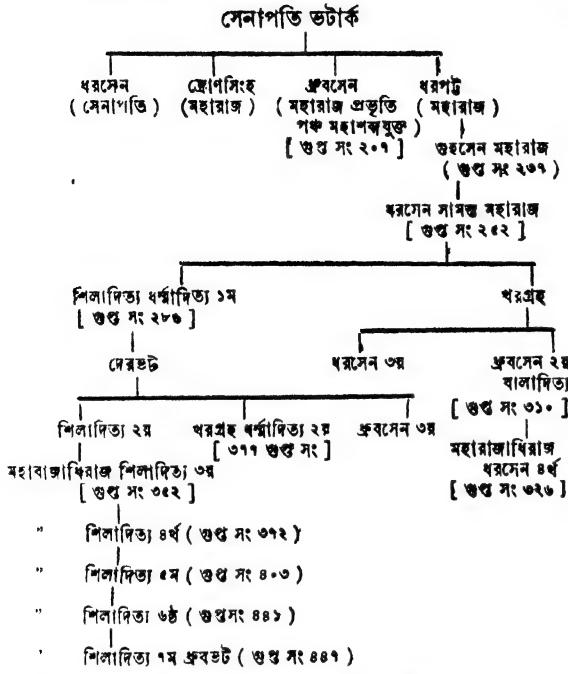 সেনাপতি ভটার্ক
ধরসেন দ্রোণসিংহ ধ্রুবসেন ধরপট্ট
( সেনাপতি ) (মহারাজ) ( মহারাজ প্রভৃতি ( মহারাজ )
পঞ্চ মহাশব্দযুক্ত )
[ গুপ্ত সং ২০৭ ]
গুহসেন মহারাজ
( গুপ্ত সং ২৩৭ )
ধরসেন সামন্ত মহারাজ
[ গুপ্ত সং ২৫২ ]
শিলাদিত্য ধর্ম্মাদিত্য ১ম খরগ্রহ
[ গুপ্ত সং ২৮৬ ]
দেরভট ধরসেন ৩য় ধ্রুবসেন ২য়
বালাদিত্য
[ গুপ্ত সং ৩১০ ]
শিলাদিত্য ২য় খরগ্রহ ধর্ম্মাদিত্য ২য় ধ্রুবসেন ৩য়
[ ৩৭৭ গুপ্ত সং ]
মহারাজাধিরাজ
ধরসেন ৪র্থ
[ গুপ্ত সং ৩২৬ ]
মহাবাজাধিরাজ শিলাদিত্য ৩য়
[ গুপ্ত সং ৩৫২ ]
" শিলাদিত্য ৪র্থ ( গুপ্ত সং ৩৭২ )
" শিলাদিত্য ৫ম ( গুপ্ত সং ৪০৩ )
" শিলাদিত্য ৬ষ্ঠ ( গুপ্তসং ৪৪১ )
' শিলাদিত্য ৭ম ধ্রুবভট ( গুপ্ত সং ৪৪৭ )